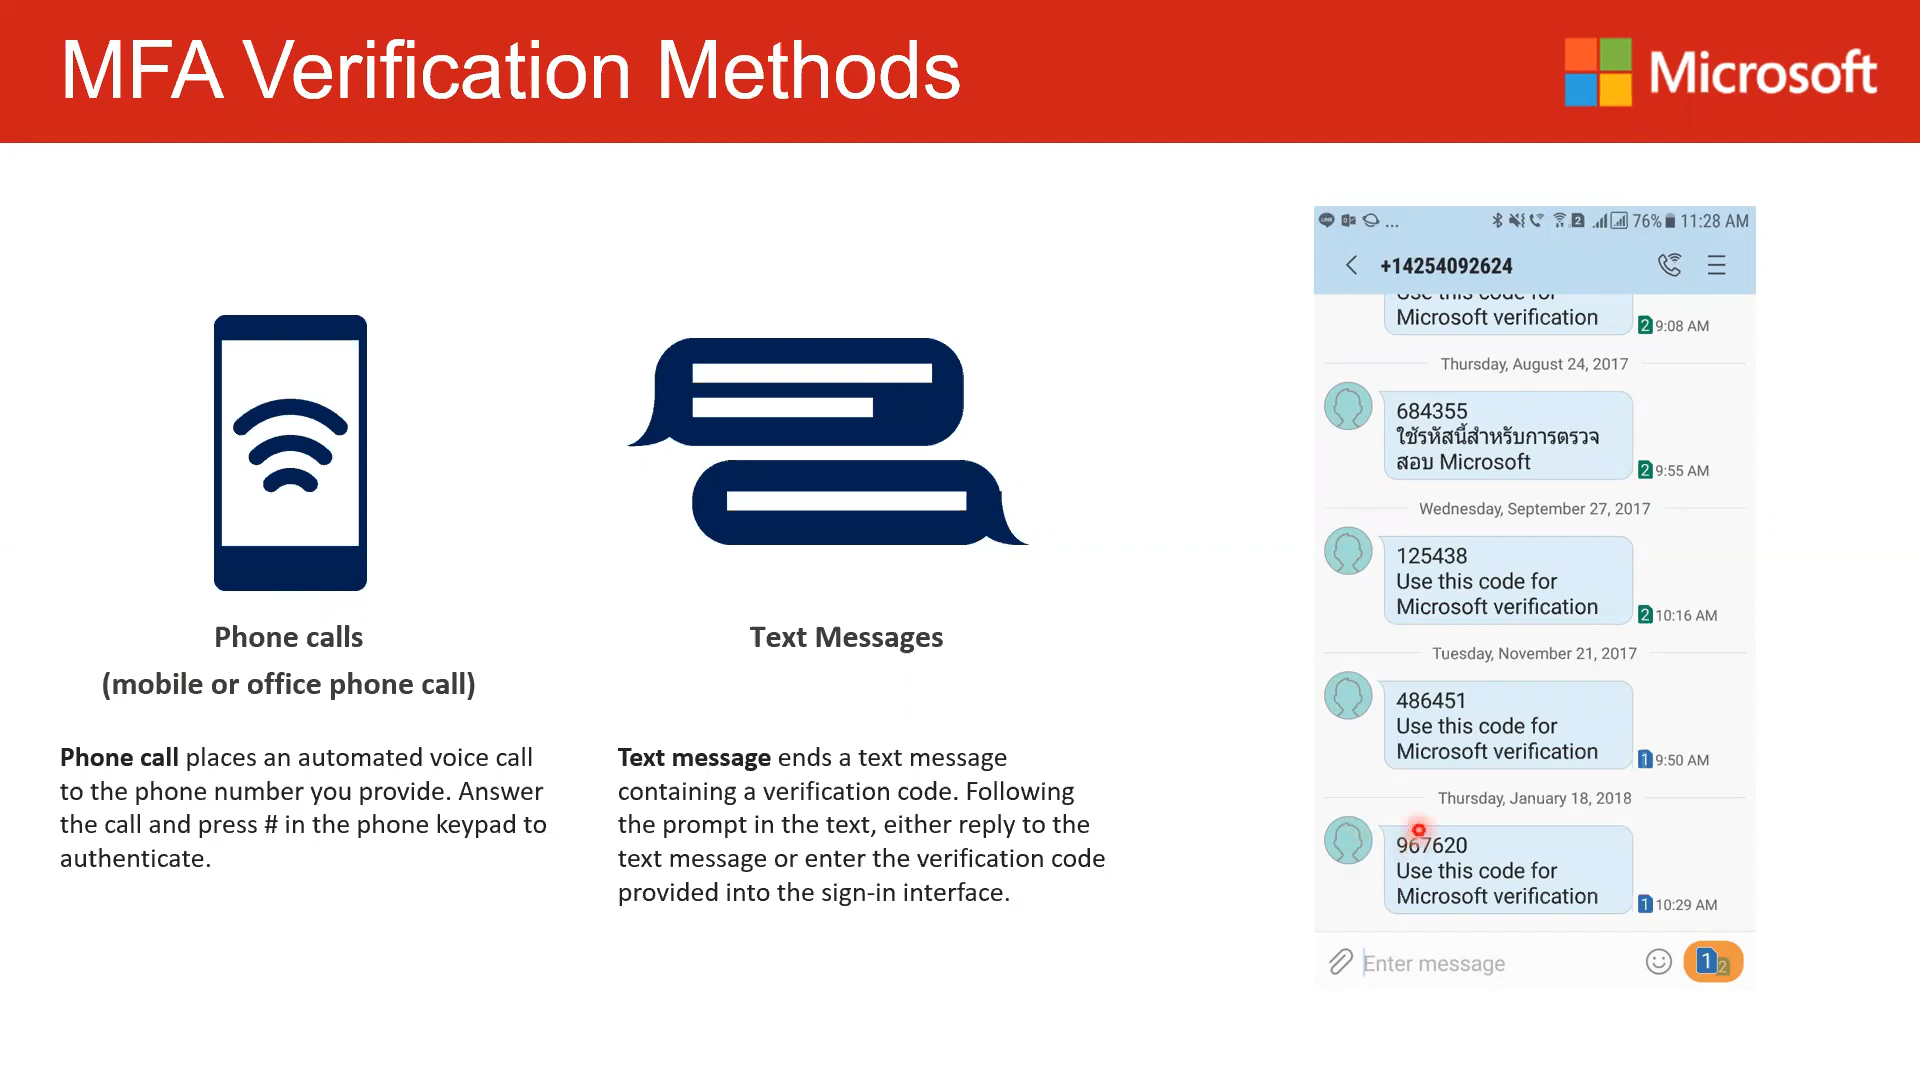 MFA Verification Methods
Microsoft
Phone calls
(mobile or office phone call)
Phone call places an automated voice call
to the phone number you provide. Answer
the call and press # in the phone keypad to
authenticate.
Text Messages
Text message ends a text message
containing a verification code. Following
the prompt in the text, either reply to the
text message or enter the verification code
provided into the sign-in interface.
... 2 76% 11:28 AM
+14254092624
Use this code for
Microsoft verification
2 9:08 AM
Thursday, August 24, 2017
684355
ใช้รหัสนี้สำหรับการตรวจ
สอบ Microsoft
2 9:55 AM
Wednesday, September 27, 2017
125438
Use this code for
Microsoft verification
2 10:16 AM
Tuesday, November 21, 2017
486451
Use this code for
Microsoft verification
1 9:50 AM
Thursday, January 18, 2018
967620
Use this code for
Microsoft verification
1 10:29 AM
Enter message
1 2